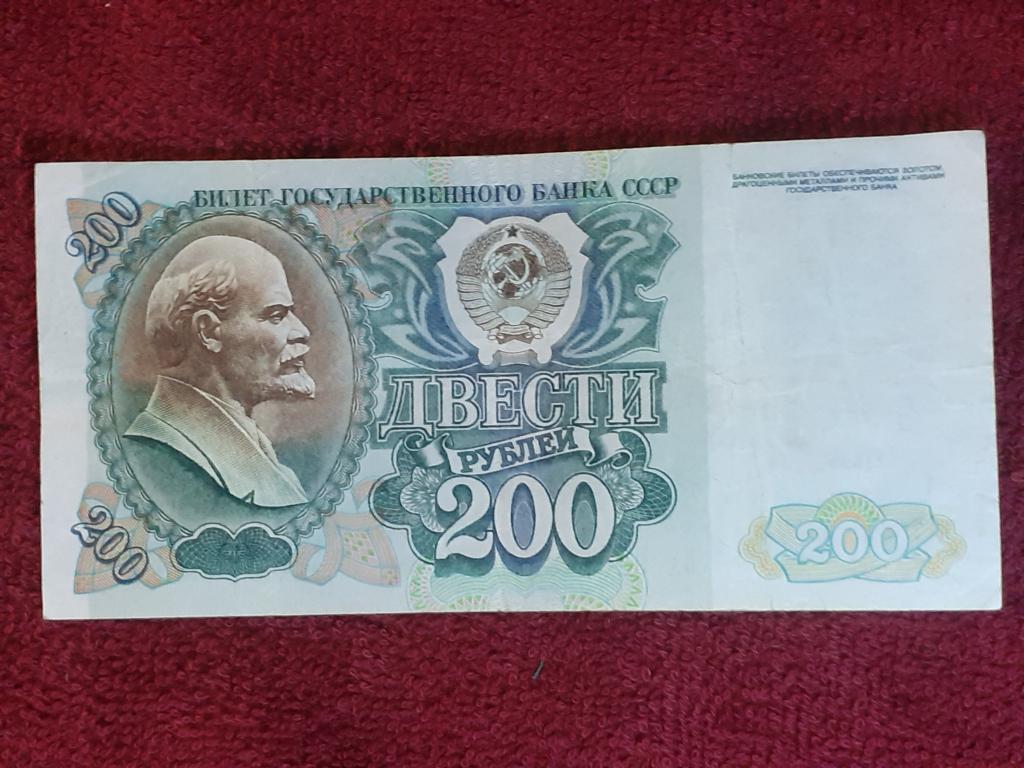 БИЛЕТ ГОСУДАРСТВЕННОГО БАНКА СССР
БАНКОВСКИЕ БИЛЕТЫ ОБЕСПЕЧИВАЮТСЯ ЗОЛОТОМ,
ДРАГОЦЕННЫМИ МЕТАЛЛАМИ И ПРОЧИМИ АКТИВАМИ
ГОСУДАРСТВЕННОГО БАНКА
200
ДВЕСТИ
РУБЛЕЙ
200
200
200